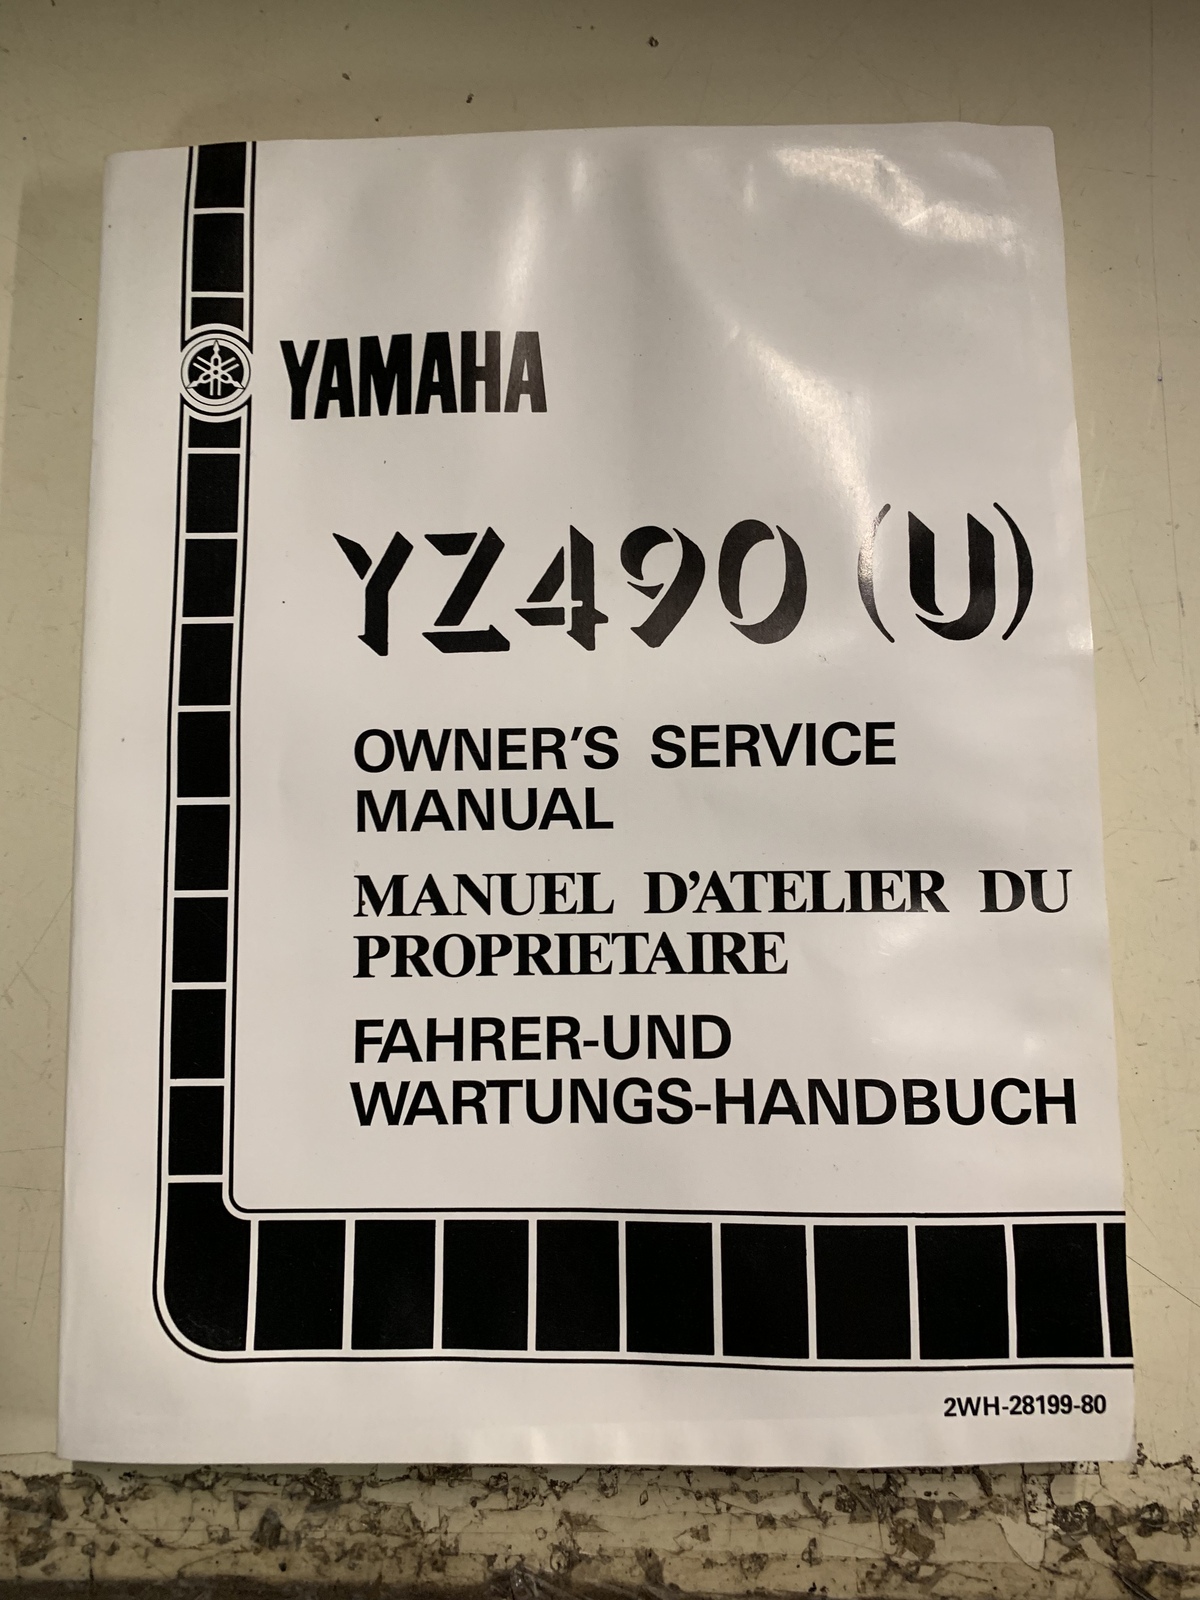 YAMAHA
YZ490 (U)
OWNER'S SERVICE
MANUAL
MANUEL D'ATELIER DU
PROPRIETAIRE
FAHRER-UND
WARTUNGS-HANDBUCH
2WH-28199-80